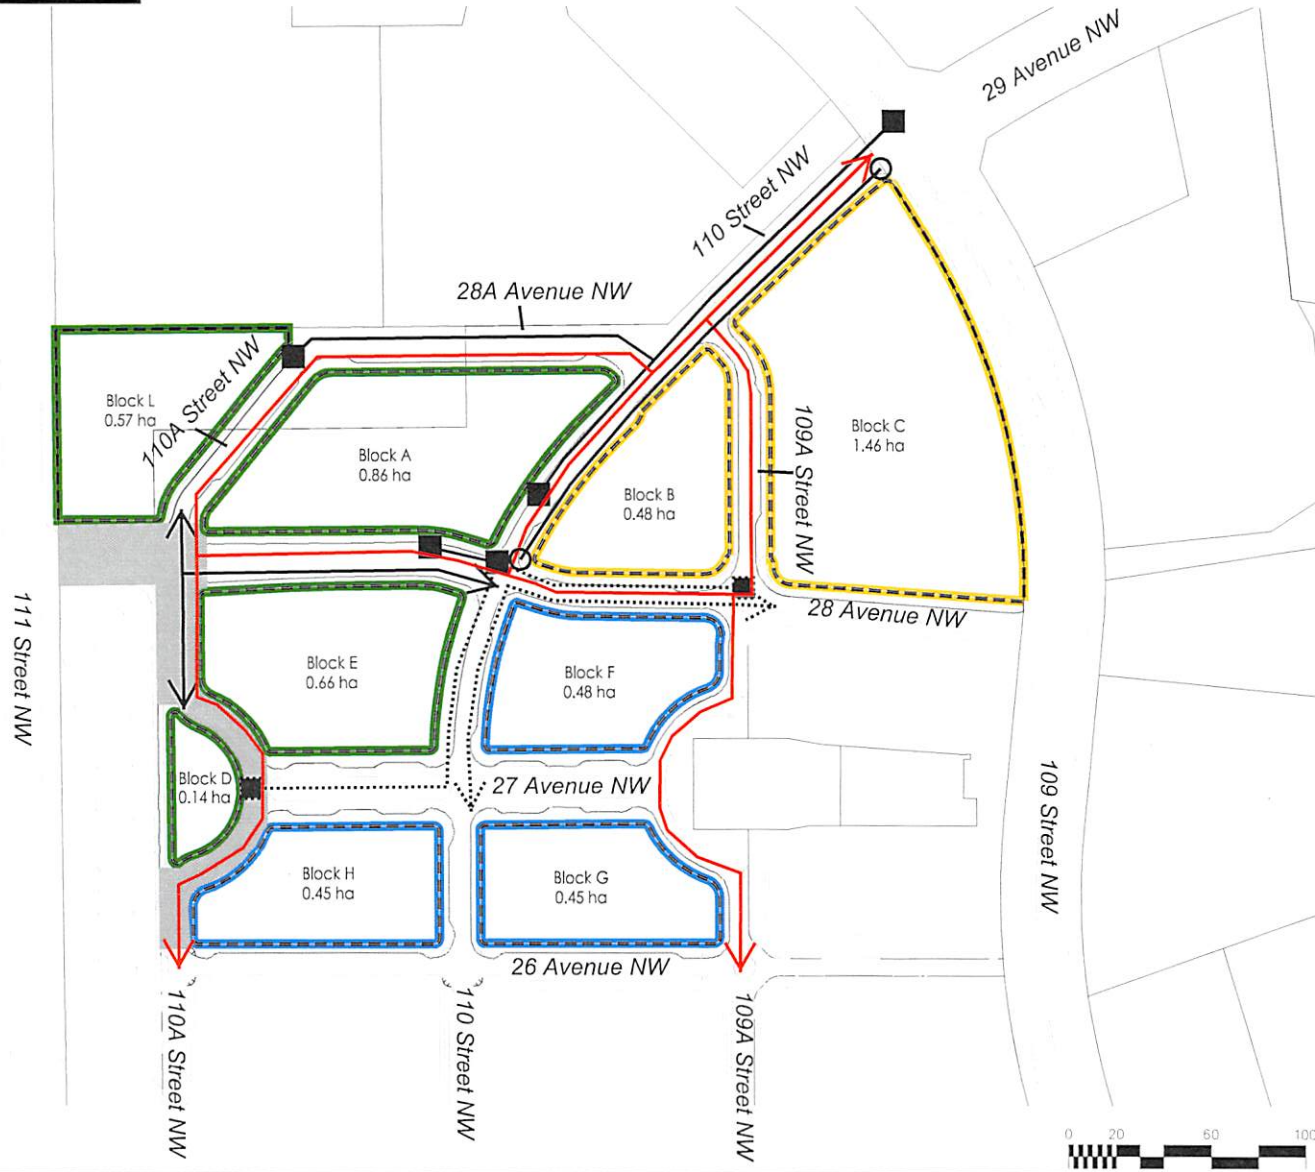 29 Avenue NW
110 Street NW
28A Avenue NW
110A Street NW
Block L
0.57 ha
Block A
0.86 ha
Block C
1.46 ha
109A Street NW
Block B
0.48 ha
28 Avenue NW
111 Street NW
Block E
0.66 ha
Block F
0.48 ha
Block D
0.14 ha
27 Avenue NW
109 Street NW
Block H
0.45 ha
Block G
0.45 ha
26 Avenue NW
110A Street NW
110 Street NW
109A Street NW
0 20 60 100